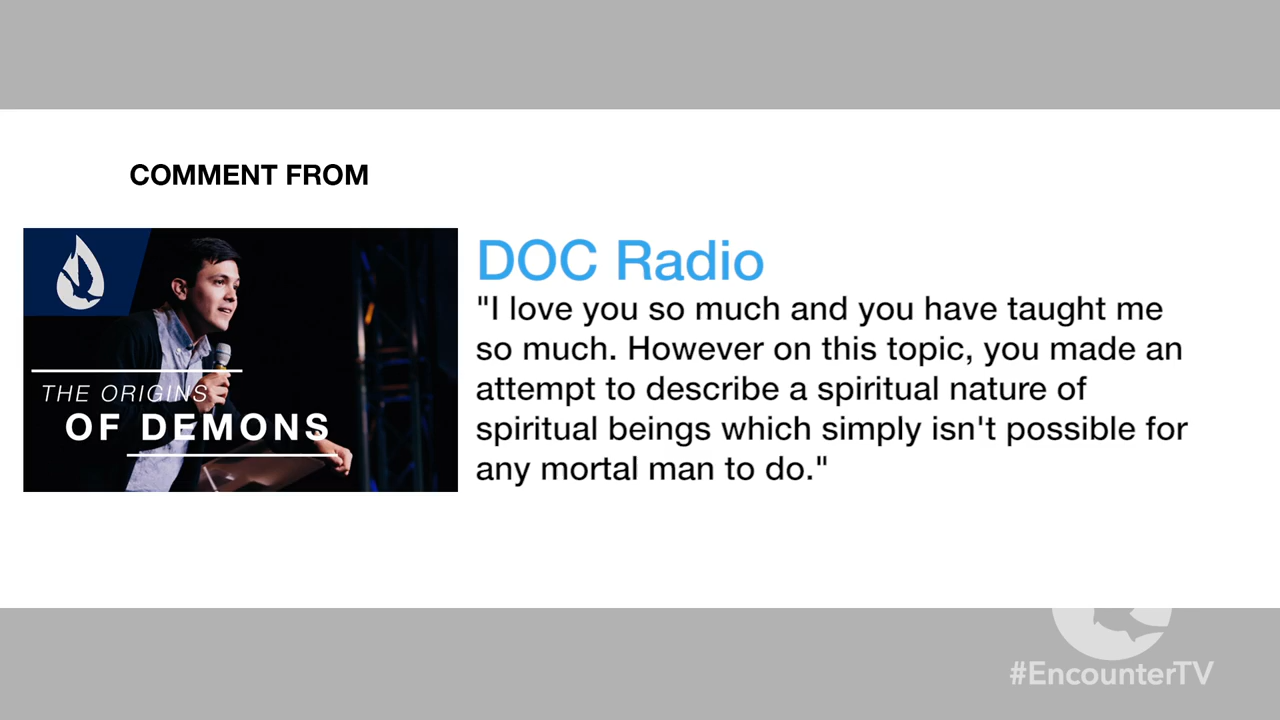 COMMENT FROM
THE ORIGINS
OF DEMONS
DOC Radio
"I love you so much and you have taught me
so much. However on this topic, you made an
attempt to describe a spiritual nature of
spiritual beings which simply isn't possible for
any mortal man to do."
#EncounterTV